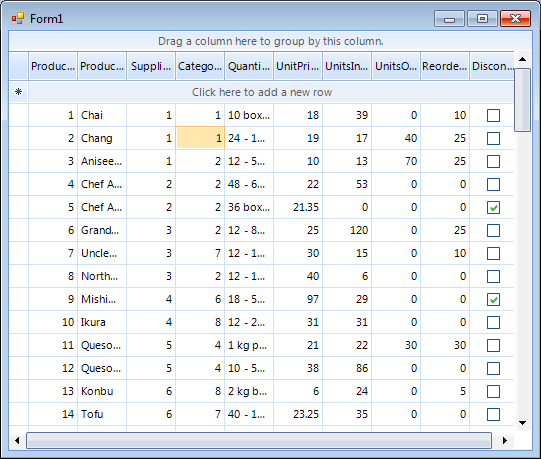 Form1
Drag a column here to group by this column.
Produc... Produc... Suppli... Catego... Quanti... UnitPri... UnitsIn... UnitsO... Reorde... Discon...
* Click here to add a new row
1 Chai 1 1 10 box... 18 39 0 10
2 Chang 1 1 24 - 1... 19 17 40 25
3 Anisee... 1 2 12 - 5... 10 13 70 25
4 Chef A... 2 2 48 - 6... 22 53 0 0
5 Chef A... 2 2 36 box... 21.35 0 0 0
6 Grand... 3 2 12 - 8... 25 120 0 25
7 Uncle... 3 7 12 - 1... 30 15 0 10
8 North... 3 2 12 - 1... 40 6 0 0
9 Mishi... 4 6 18 - 5... 97 29 0 0
10 Ikura 4 8 12 - 2... 31 31 0 0
11 Queso... 5 4 1 kg p... 21 22 30 30
12 Queso... 5 4 10 - 5... 38 86 0 0
13 Konbu 6 8 2 kg b... 6 24 0 5
14 Tofu 6 7 40 - 1... 23.25 35 0 0